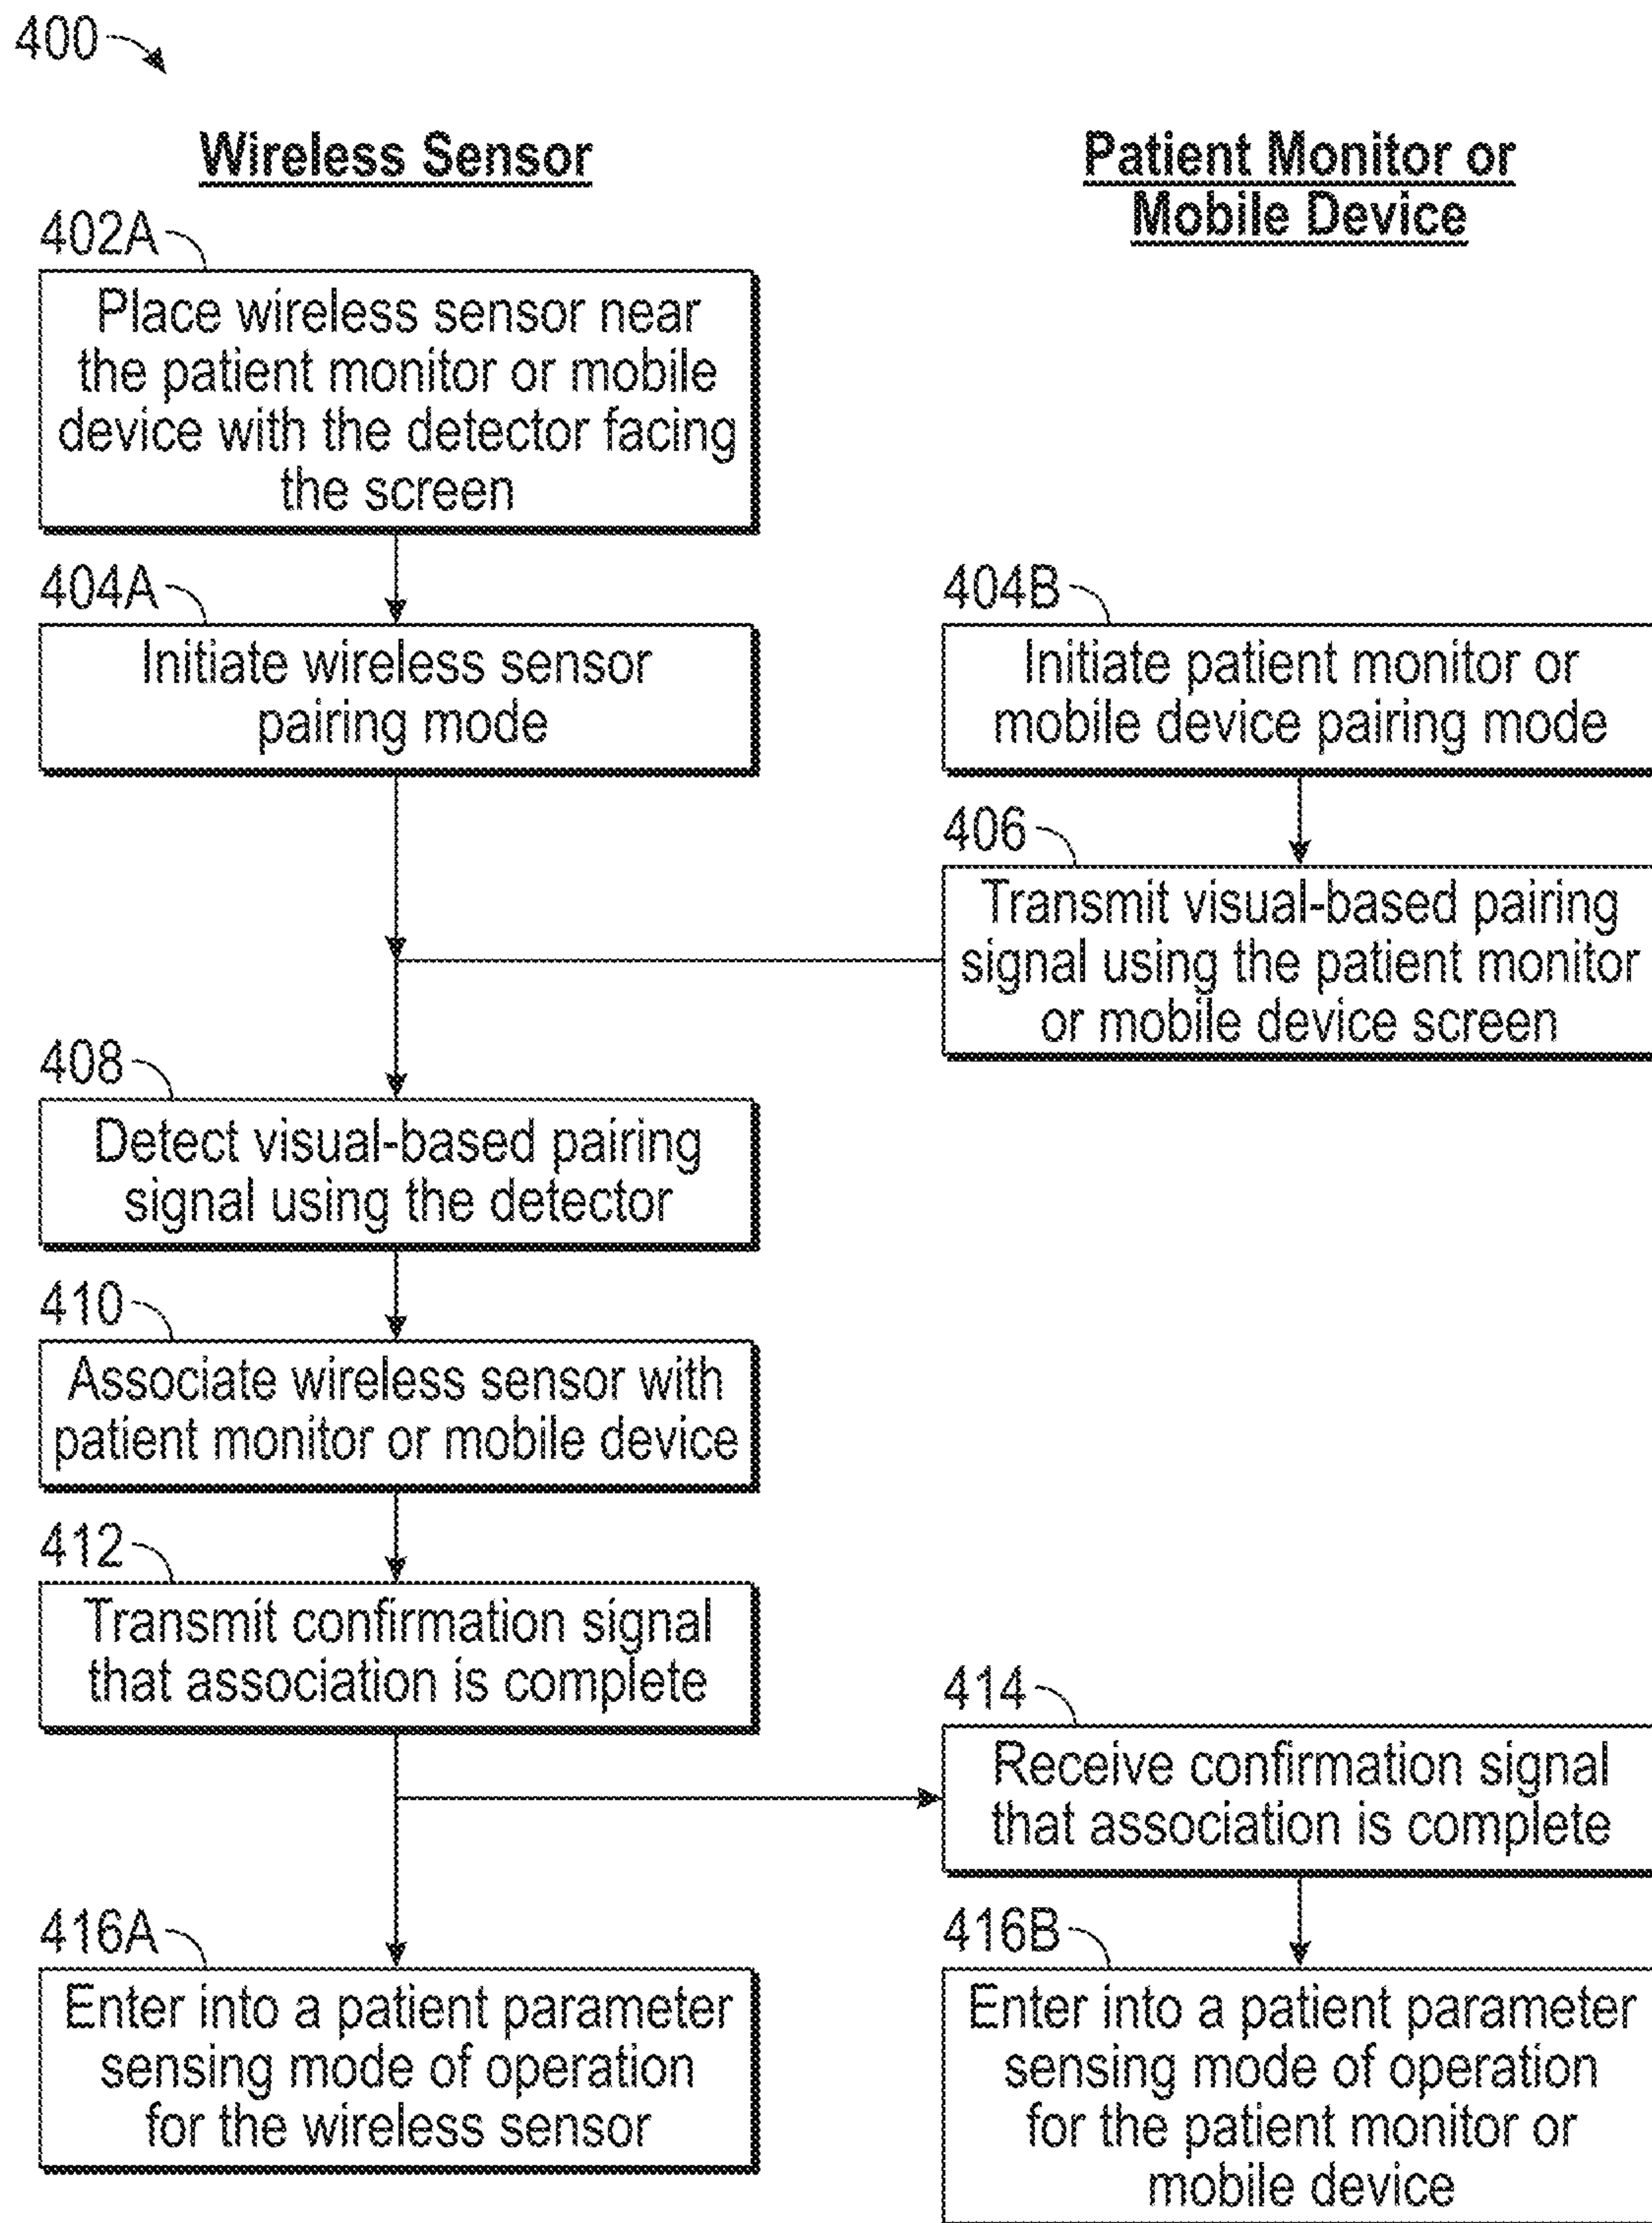 400
Wireless Sensor
Patient Monitor or
Mobile Device
402A
Place wireless sensor near
the patient monitor or mobile
device with the detector facing
the screen
404A
Initiate wireless sensor
pairing mode
404B
Initiate patient monitor or
mobile device pairing mode
406
Transmit visual-based pairing
signal using the patient monitor
or mobile device screen
408
Detect visual-based pairing
signal using the detector
410
Associate wireless sensor with
patient monitor or mobile device
412
Transmit confirmation signal
that association is complete
414
Receive confirmation signal
that association is complete
416A
Enter into a patient parameter
sensing mode of operation
for the wireless sensor
416B
Enter into a patient parameter
sensing mode of operation
for the patient monitor or
mobile device